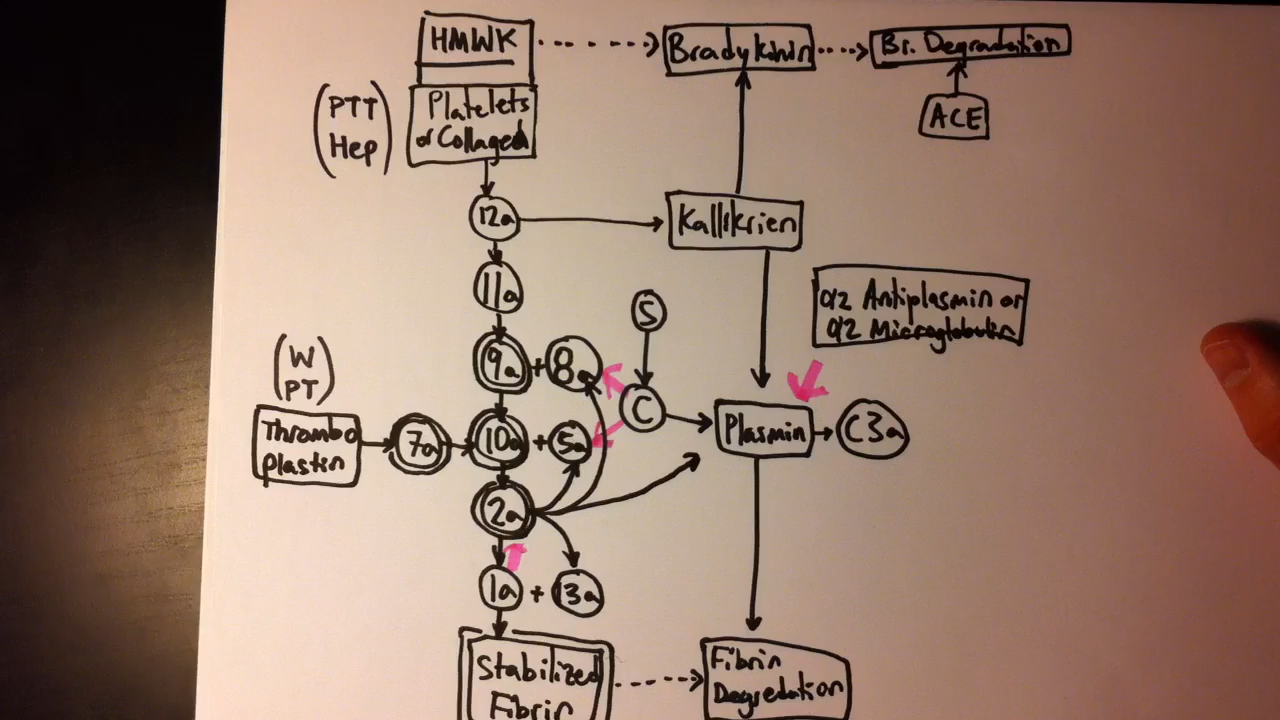 HMWK
Bradykinin
Br. Degradation
(PTT
Hep)
Platelets
or Collagen
ACE
12a
Kallikrien
11a
α2 Antiplasmin or
α2 Microglobulin
S
(W
PT)
9a + 8a
C
Thrombo
plastin
7a
10a + 5a
Plasmin
C3a
2a
1a + 13a
Stabilized
Fibrin
Fibrin
Degredation